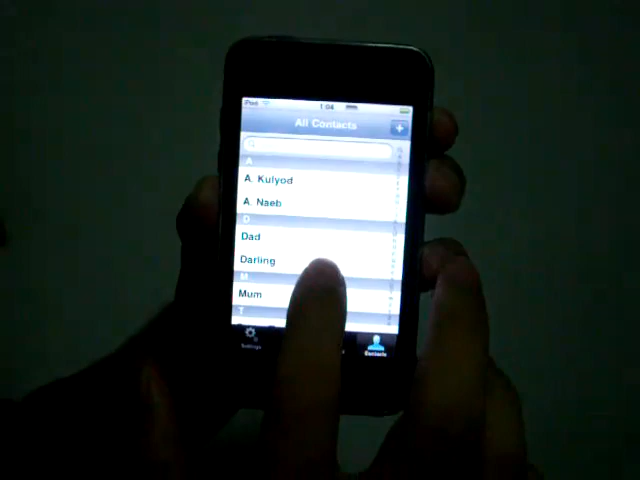 iPod 1:04
All Contacts
+
A
A. Kulyod
A. Naeb
D
Dad
Darling
M
Mum
T
Settings
Contacts